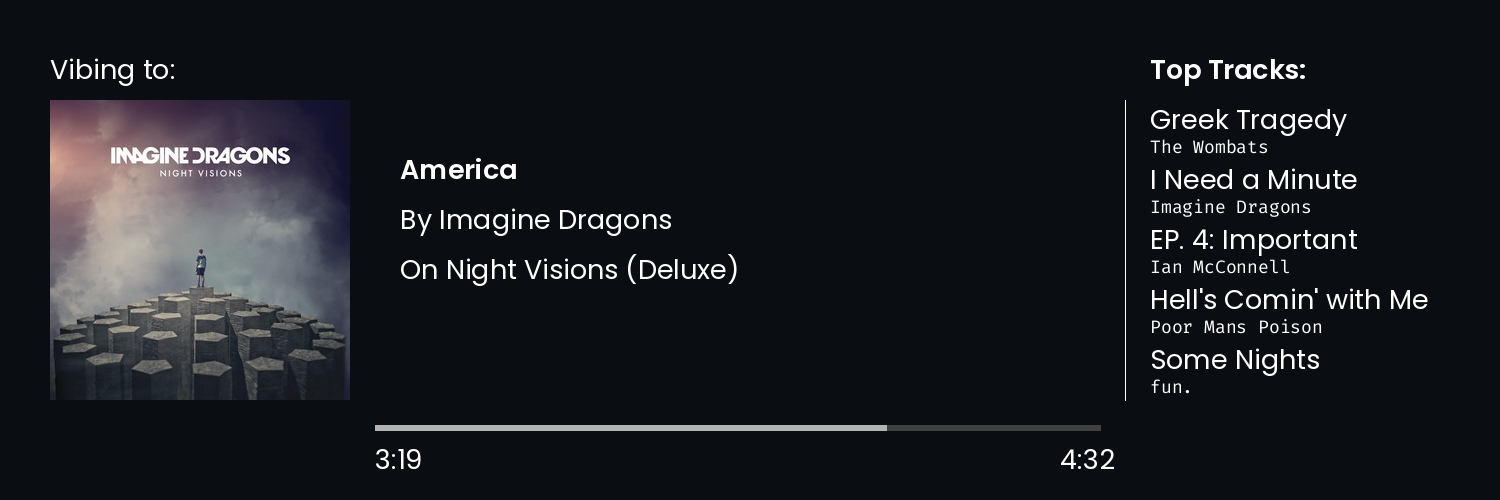 Vibing to:
IMAGINE DRAGONS
NIGHT VISIONS
America
By Imagine Dragons
On Night Visions (Deluxe)
3:19
4:32
Top Tracks:
Greek Tragedy
The Wombats
I Need a Minute
Imagine Dragons
EP. 4: Important
Ian McConnell
Hell's Comin' with Me
Poor Mans Poison
Some Nights
fun.